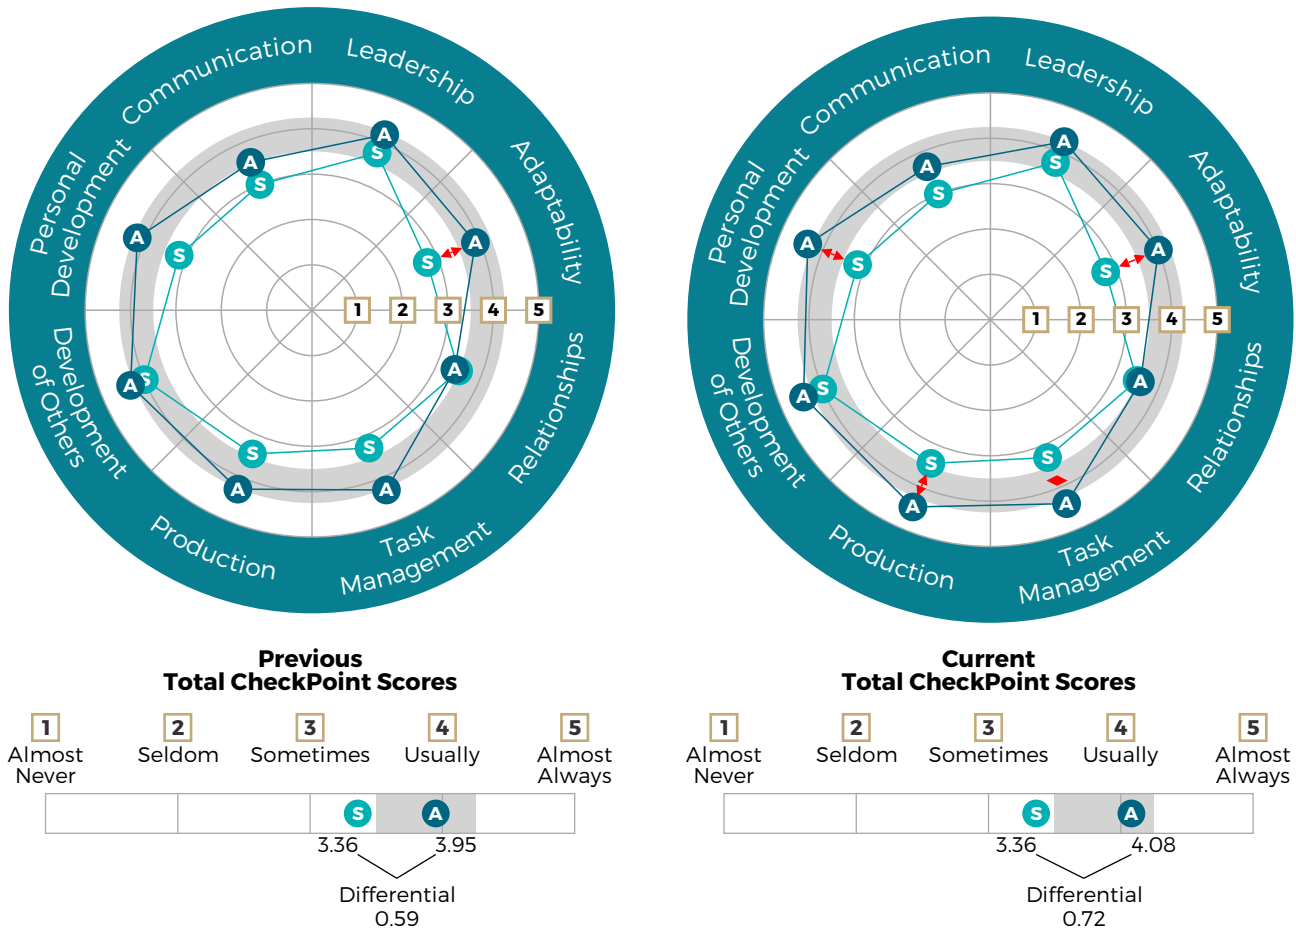 Communication
Leadership
Adaptability
Relationships
Task
Management
Production
Development
of Others
Personal
Development
A
S
A
S
A
S
A
S
A
S
A
S
A
S
A
S
1 2 3 4 5
Communication
Leadership
Adaptability
Relationships
Task
Management
Production
Development
of Others
Personal
Development
A
S
A
S
A
S
A
S
A
S
A
S
A
S
A
1 2 3 4 5
Previous
Total CheckPoint Scores
1 2 3 4 5
Almost
Never
Seldom
Sometimes
Usually
Almost
Always
S A
3.36 3.95
Differential
0.59
Current
Total CheckPoint Scores
1 2 3 4 5
Almost
Never
Seldom
Sometimes
Usually
Almost
Always
S A
3.36 4.08
Differential
0.72